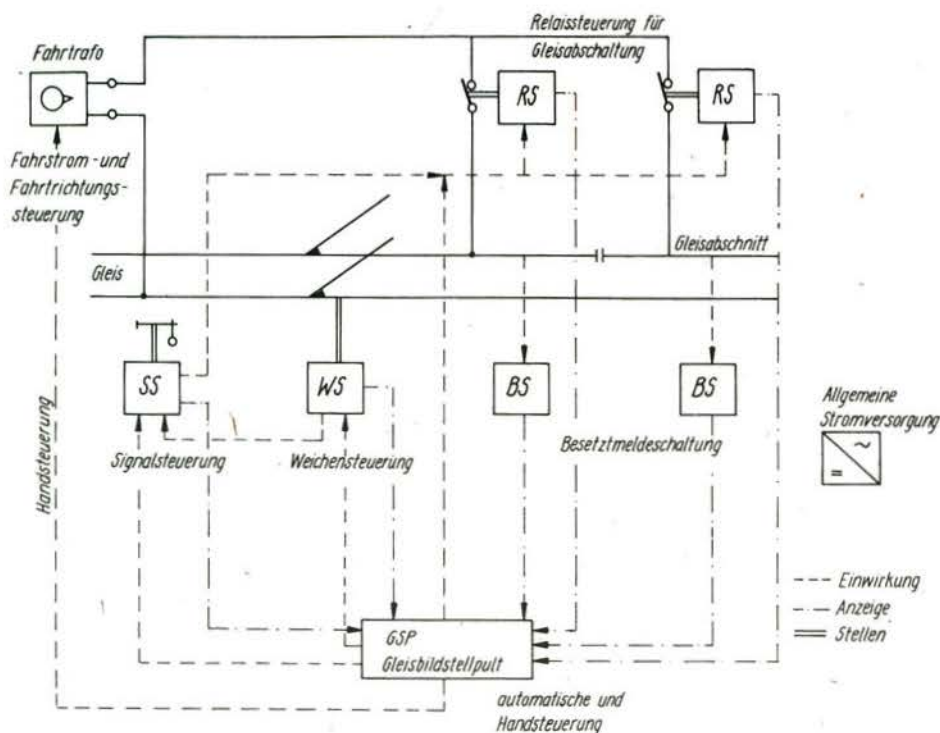 Relaissteuerung für
Gleisabschaltung
Fahrtrafo
RS
RS
Fahrstrom- und
Fahrtrichtungs-
steuerung
Gleisabschnitt
Gleis
SS
WS
BS
BS
Allgemeine
Stromversorgung
~
=
Signalsteuerung
Weichensteuerung
Besetztmeldeschaltung
Handsteuerung
Einwirkung
Anzeige
Stellen
GSP
Gleisbildstellpult
automatische und
Handsteuerung